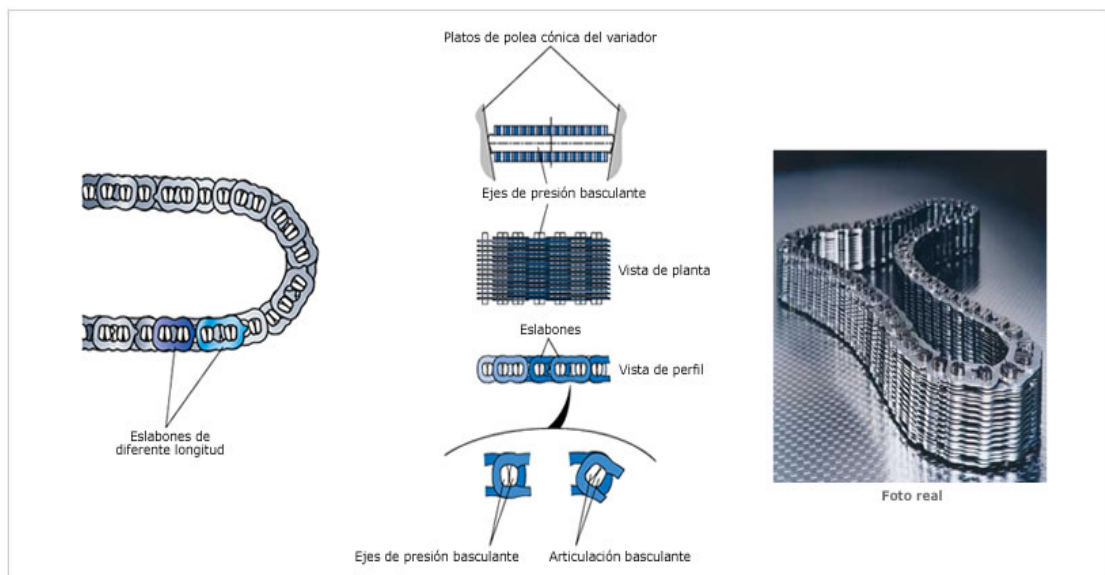 Platos de polea cónica del variador
Ejes de presión basculante
Vista de planta
Eslabones
Vista de perfil
Eslabones de
diferente longitud
Foto real
Ejes de presión basculante
Articulación basculante